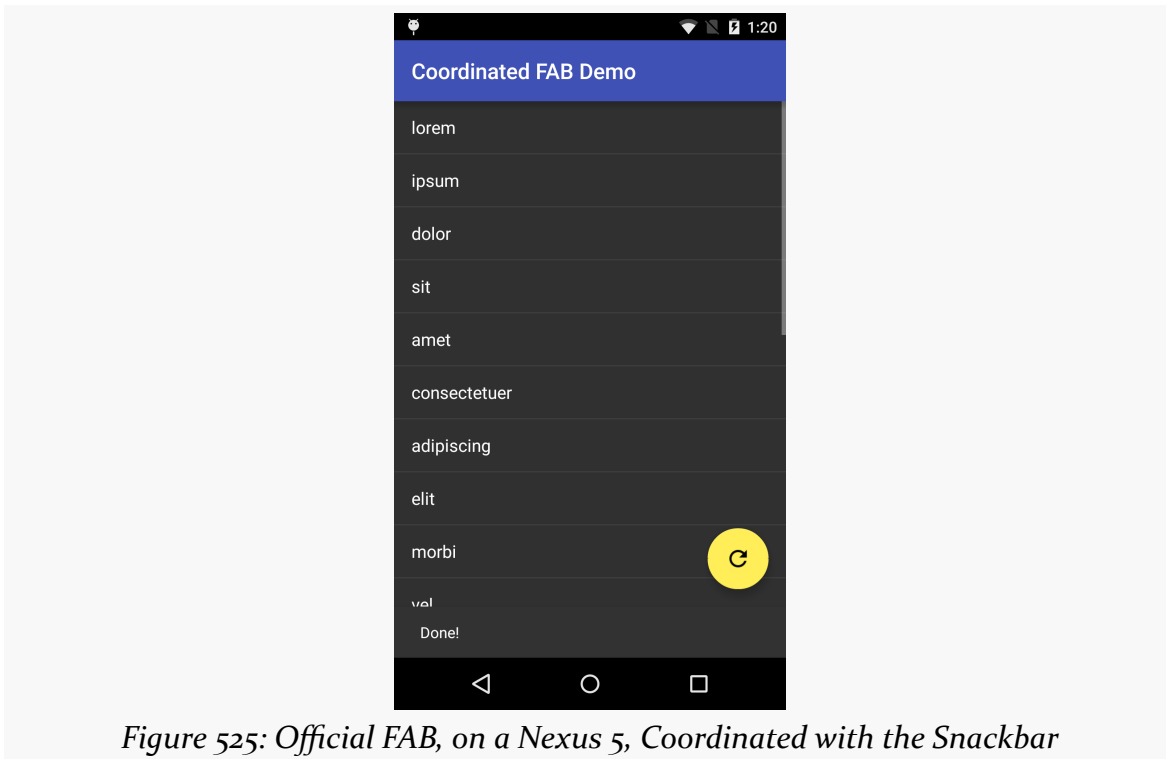 1:20
Coordinated FAB Demo
lorem
ipsum
dolor
sit
amet
consectetuer
adipiscing
elit
morbi
vel
Done!
Figure 525: Official FAB, on a Nexus 5, Coordinated with the Snackbar